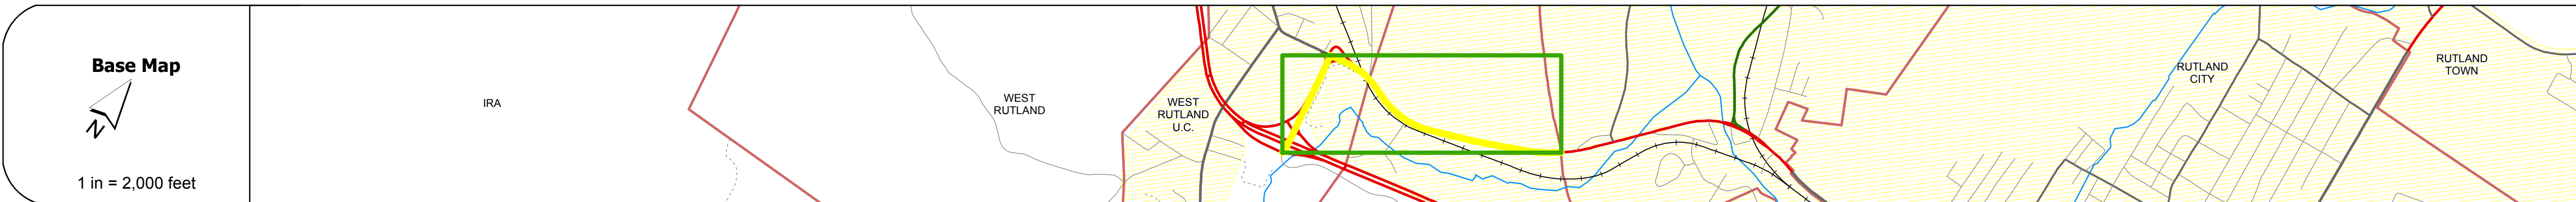 Base Map
N
1 in = 2,000 feet
IRA
WEST
RUTLAND
WEST
RUTLAND
U.C.
RUTLAND
CITY
RUTLAND
TOWN